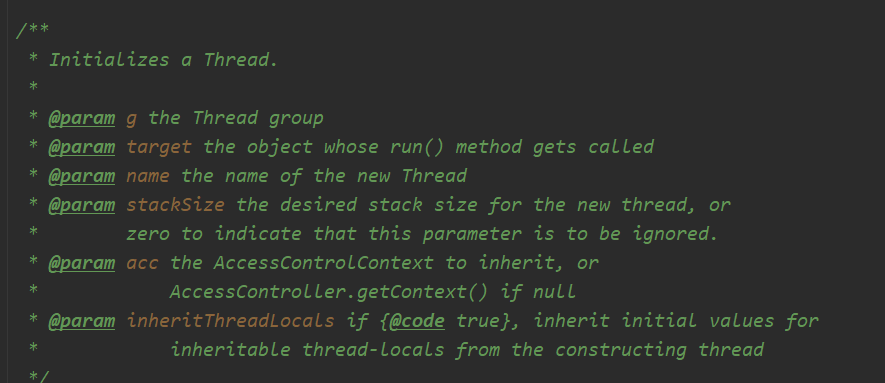 /**
 * Initializes a Thread.
 *
 * @param g the Thread group
 * @param target the object whose run() method gets called
 * @param name the name of the new Thread
 * @param stackSize the desired stack size for the new thread, or
 *        zero to indicate that this parameter is to be ignored.
 * @param acc the AccessControlContext to inherit, or
 *            AccessController.getContext() if null
 * @param inheritThreadLocals if {@code true}, inherit initial values for
 *            inheritable thread-locals from the constructing thread
 */